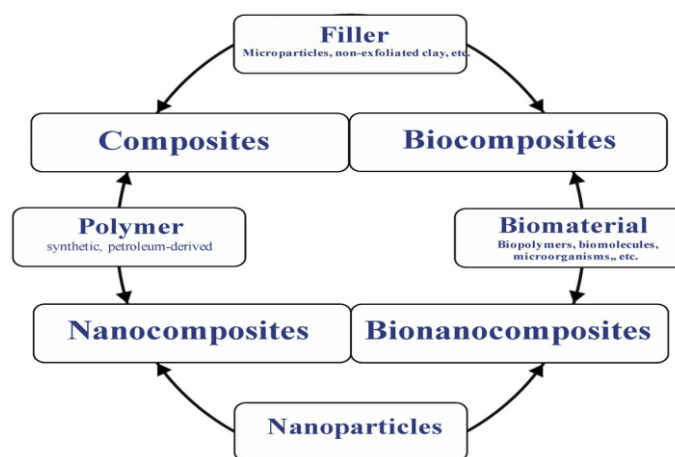 Filler
Microparticles, non-exfoliated clay, etc.
Composites
Biocomposites
Polymer
synthetic, petroleum-derived
Biomaterial
Biopolymers, biomolecules,
microorganisms,, etc.
Nanocomposites
Bionanocomposites
Nanoparticles